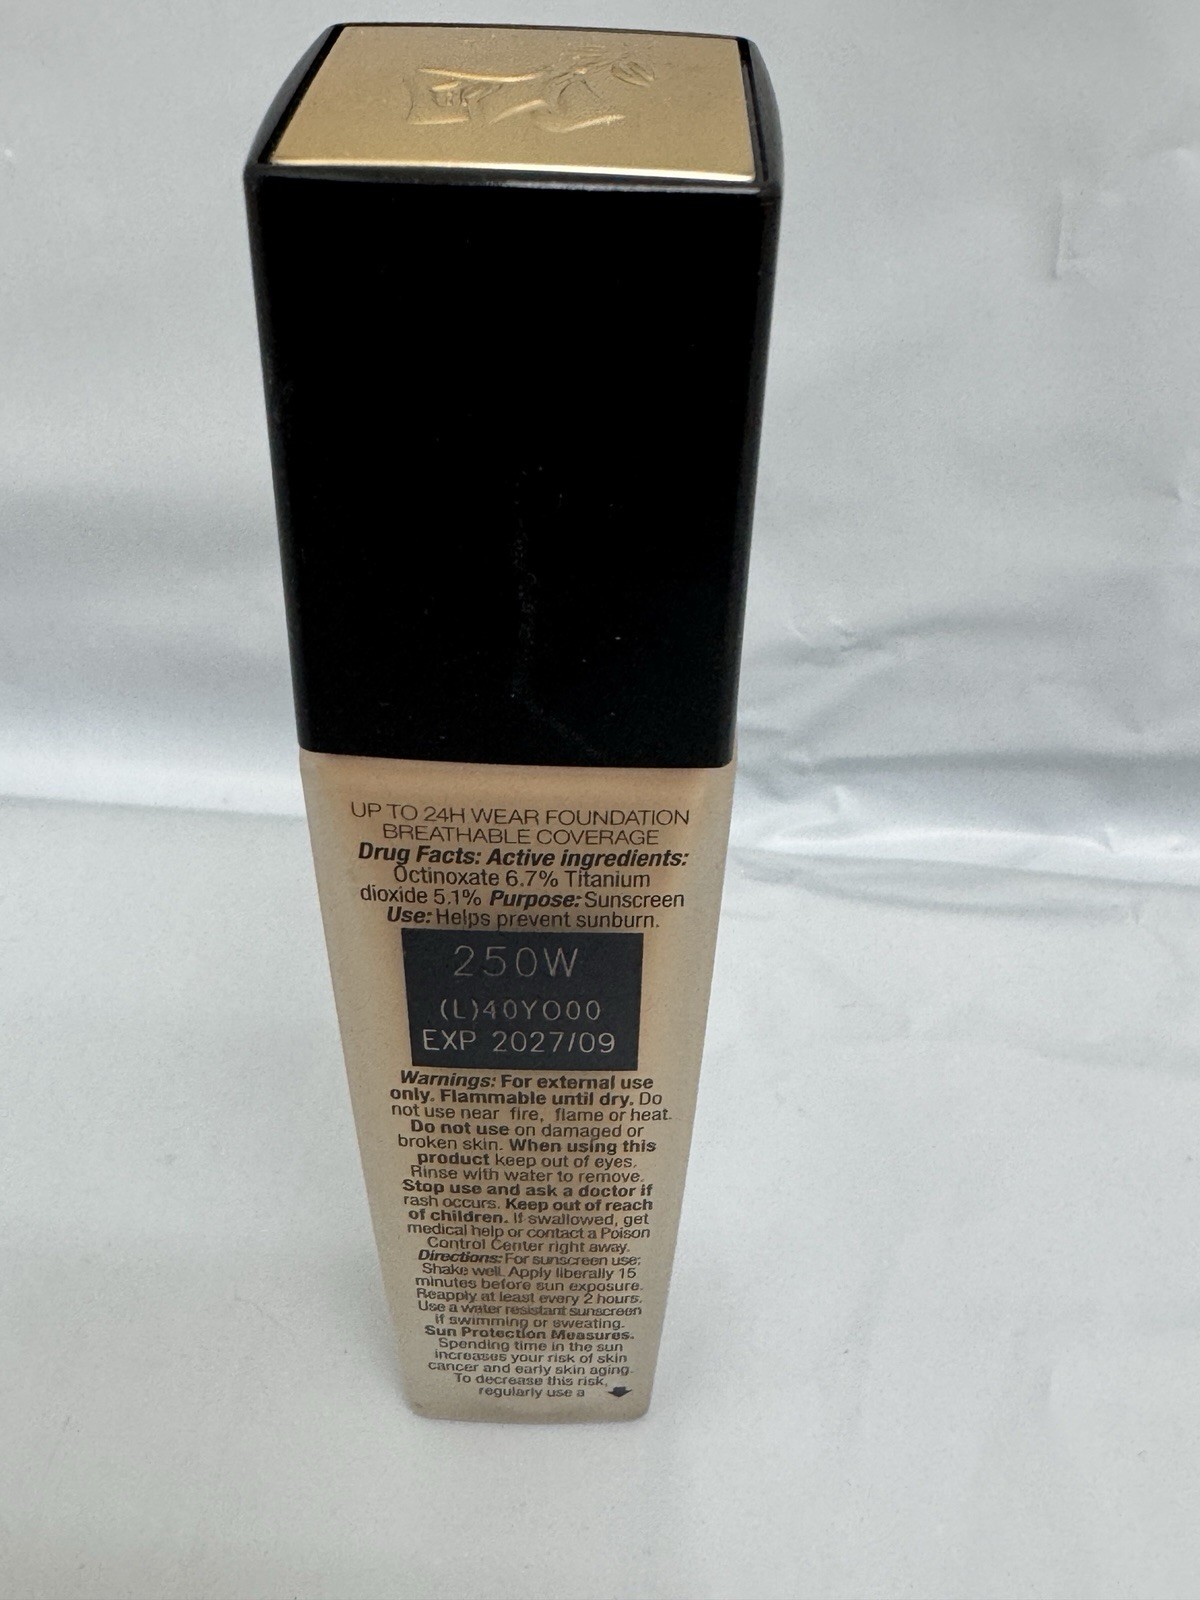 UP TO 24H WEAR FOUNDATION
BREATHABLE COVERAGE
Drug Facts: Active ingredients:
Octinoxate 6.7% Titanium
dioxide 5.1% Purpose: Sunscreen
Use: Helps prevent sunburn.
250W
(L)40YO00
EXP 2027/09
Warnings: For external use
only. Flammable until dry. Do
not use near fire, flame or heat.
Do not use on damaged or
broken skin. When using this
product keep out of eyes.
Rinse with water to remove.
Stop use and ask a doctor if
rash occurs. Keep out of reach
of children. If swallowed, get
medical help or contact a Poison
Control Center right away.
Directions: For sunscreen use:
Shake well. Apply liberally 15
minutes before sun exposure.
Reapply at least every 2 hours.
Use a water resistant sunscreen
if swimming or sweating.
Sun Protection Measures.
Spending time in the sun
increases your risk of skin
cancer and early skin aging.
To decrease this risk,
regularly use a